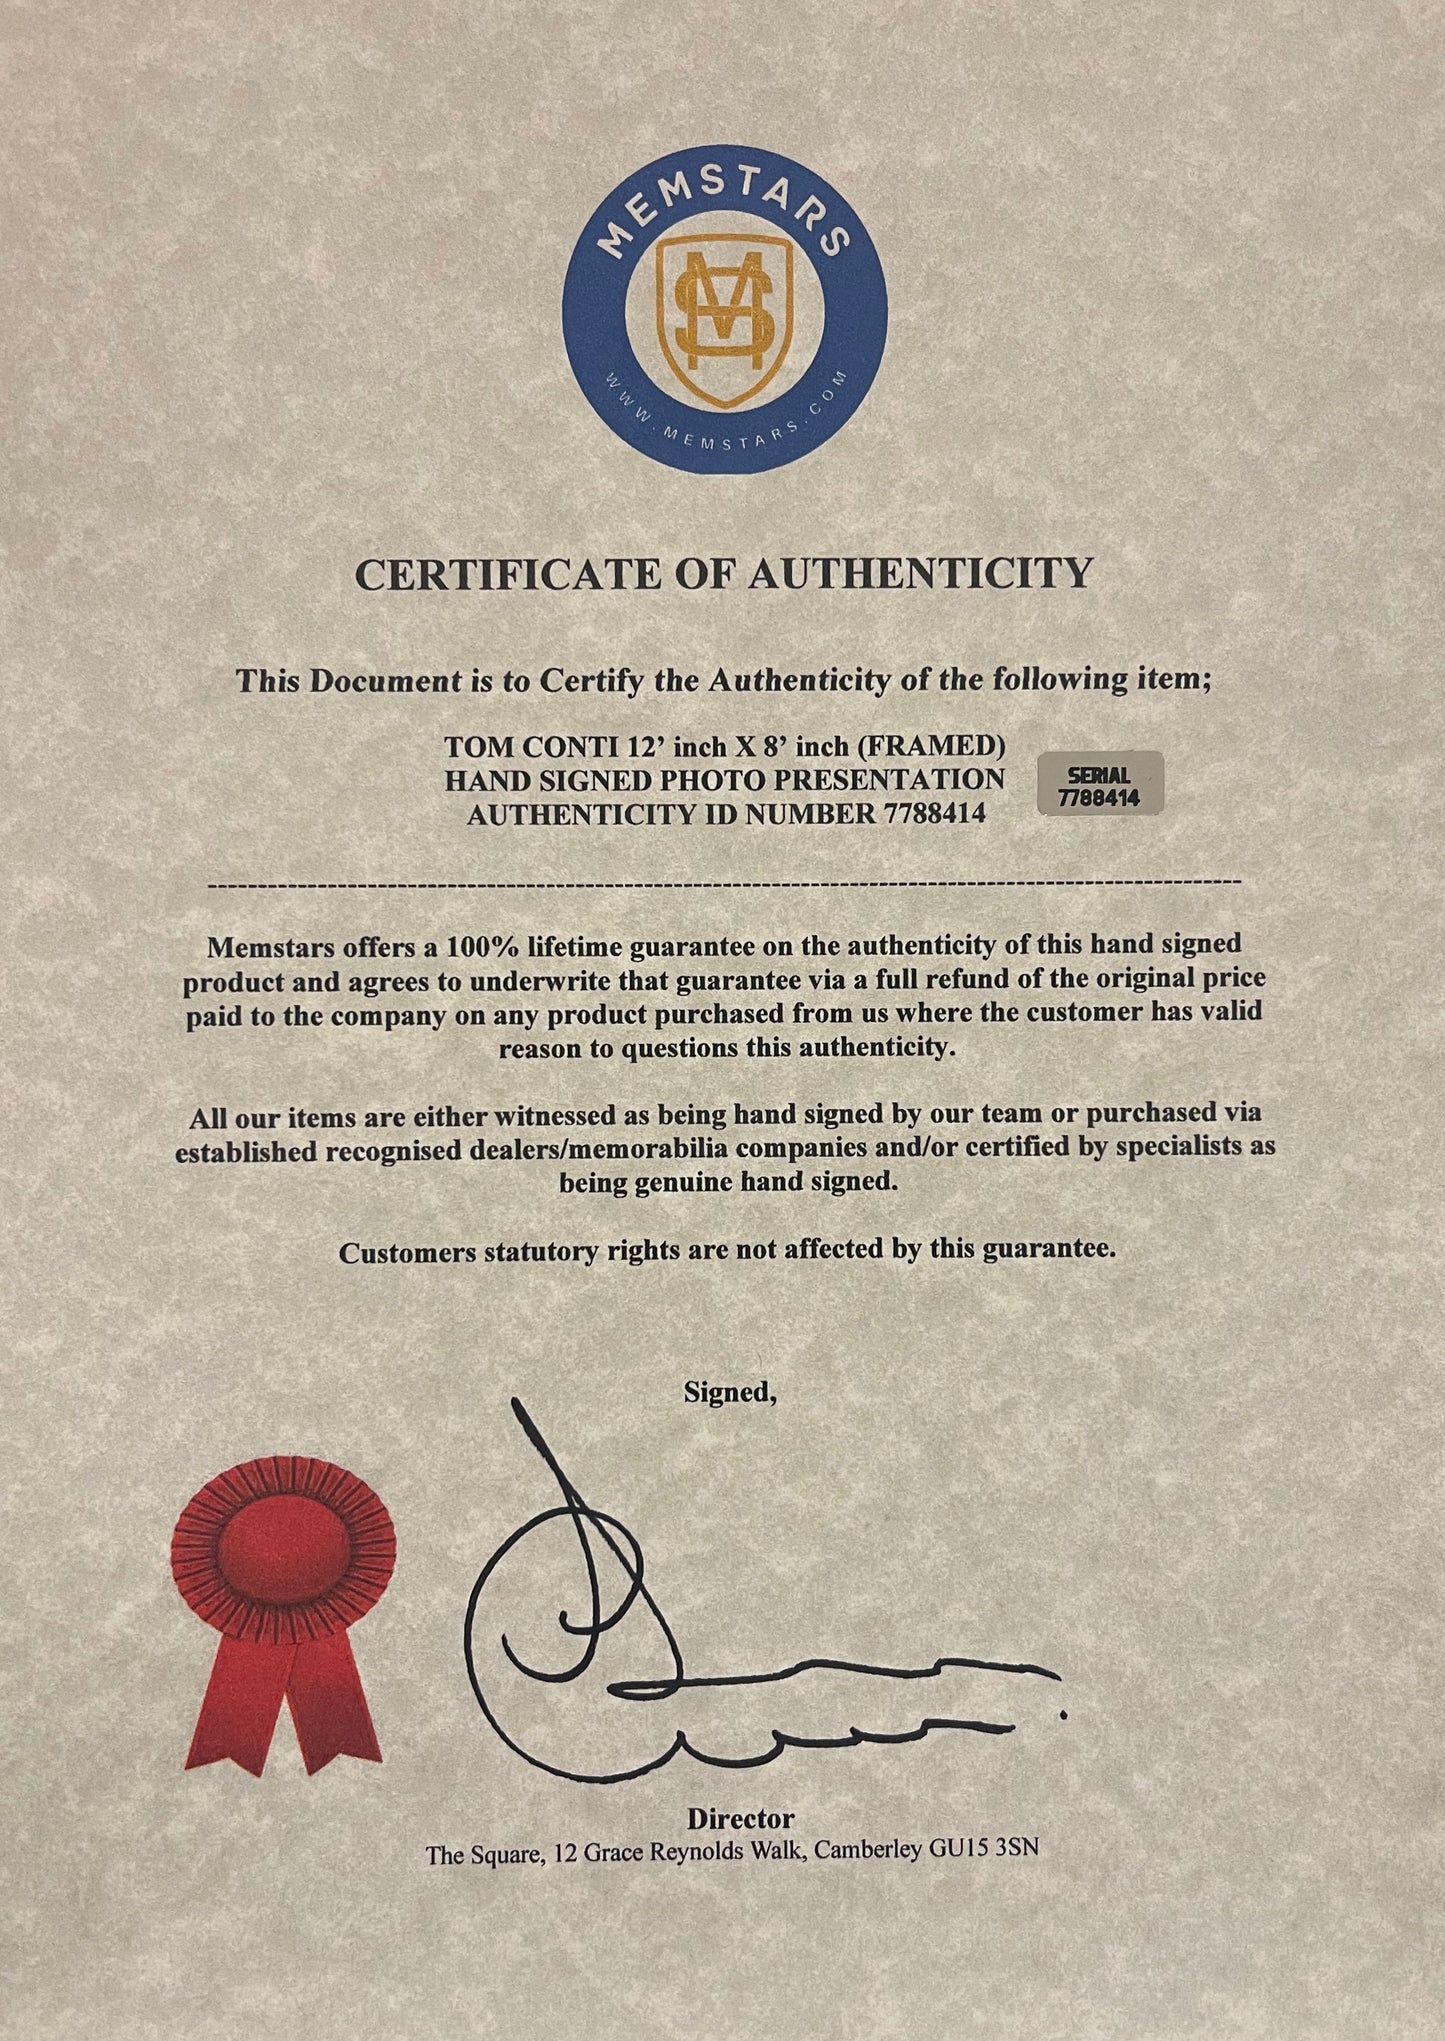 MEMSTARS
MS
WWW.MEMSTARS.COM
CERTIFICATE OF AUTHENTICITY
This Document is to Certify the Authenticity of the following item;
TOM CONTI 12’ inch X 8’ inch (FRAMED)
HAND SIGNED PHOTO PRESENTATION
AUTHENTICITY ID NUMBER 7788414
SERIAL
7788414
-------------------------------------------------------------------------------------------------------
Memstars offers a 100% lifetime guarantee on the authenticity of this hand signed
product and agrees to underwrite that guarantee via a full refund of the original price
paid to the company on any product purchased from us where the customer has valid
reason to questions this authenticity.
All our items are either witnessed as being hand signed by our team or purchased via
established recognised dealers/memorabilia companies and/or certified by specialists as
being genuine hand signed.
Customers statutory rights are not affected by this guarantee.
Signed,
Director
The Square, 12 Grace Reynolds Walk, Camberley GU15 3SN